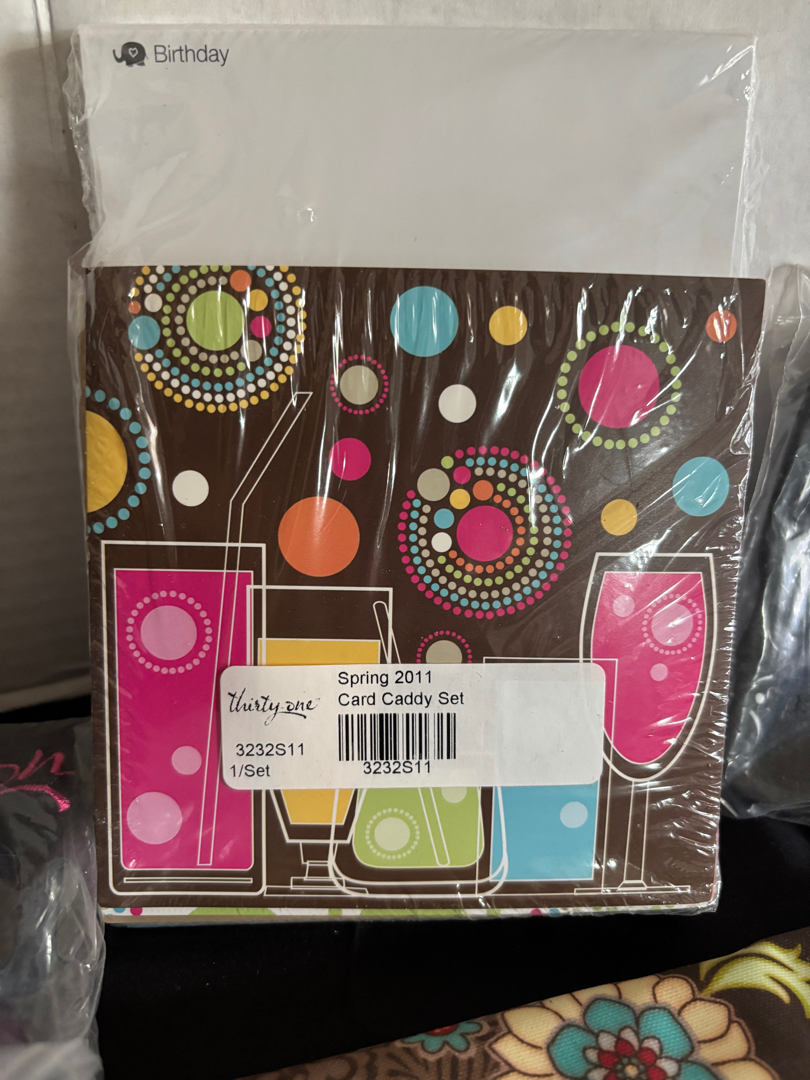 Birthday
thirty-one
Spring 2011
Card Caddy Set
3232S11
1/Set
3232S11